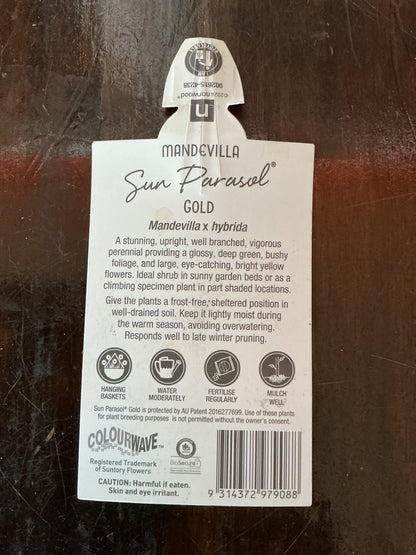 ©2024 norwood®
n
MANDEVILLA
Sun Parasol®
GOLD
Mandevilla x hybrida
A stunning, upright, well branched, vigorous
perennial providing a glossy, deep green, bushy
foliage, and large, eye-catching, bright yellow
flowers. Ideal shrub in sunny garden beds or as a
climbing specimen plant in part shaded locations.
Give the plants a frost-free, sheltered position in
well-drained soil. Keep it lightly moist during
the warm season, avoiding overwatering.
Responds well to late winter pruning.
HANGING
BASKETS
WATER
MODERATELY
FERTILISE
REGULARLY
MULCH
WELL
Sun Parasol® Gold is protected by AU Patent 2016277699. Use of these plants
for plant breeding purposes is not permitted without the owner's consent.
COLOURWAVE™
Registered Trademark
of Suntory Flowers
BioSecure
CAUTION: Harmful if eaten.
Skin and eye irritant.
9 314372 979088